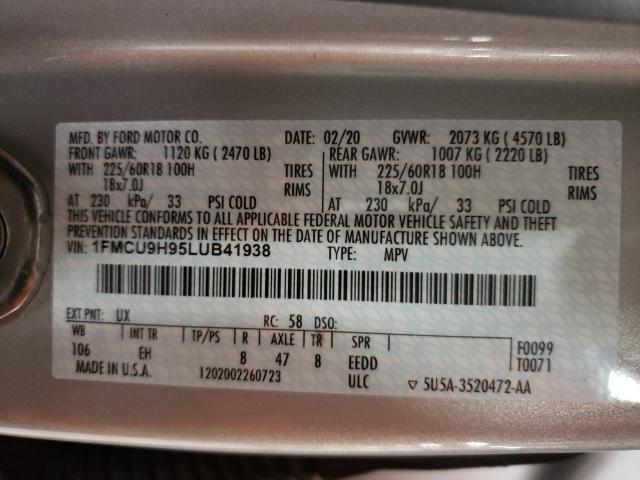 MFD. BY FORD MOTOR CO. DATE: 02/20 GVWR: 2073 KG (4570 LB)
FRONT GAWR: 1120 KG (2470 LB) REAR GAWR: 1007 KG (2220 LB)
WITH 225/60R18 100H TIRES WITH 225/60R18 100H TIRES
18x7.0J RIMS 18x7.0J RIMS
AT 230 kPa/ 33 PSI COLD AT 230 kPa/ 33 PSI COLD
THIS VEHICLE CONFORMS TO ALL APPLICABLE FEDERAL MOTOR VEHICLE SAFETY AND THEFT
PREVENTION STANDARDS IN EFFECT ON THE DATE OF MANUFACTURE SHOWN ABOVE.
VIN: 1FMCU9H95LUB41938 TYPE: MPV
EXT PNT: UX RC: 58 DSO:
WB INT TR TP/PS R AXLE TR SPR F0099
106 EH 8 47 8 EEDD T0071
MADE IN U.S.A. 1202002260723 ULC ▽ 5U5A-3520472-AA